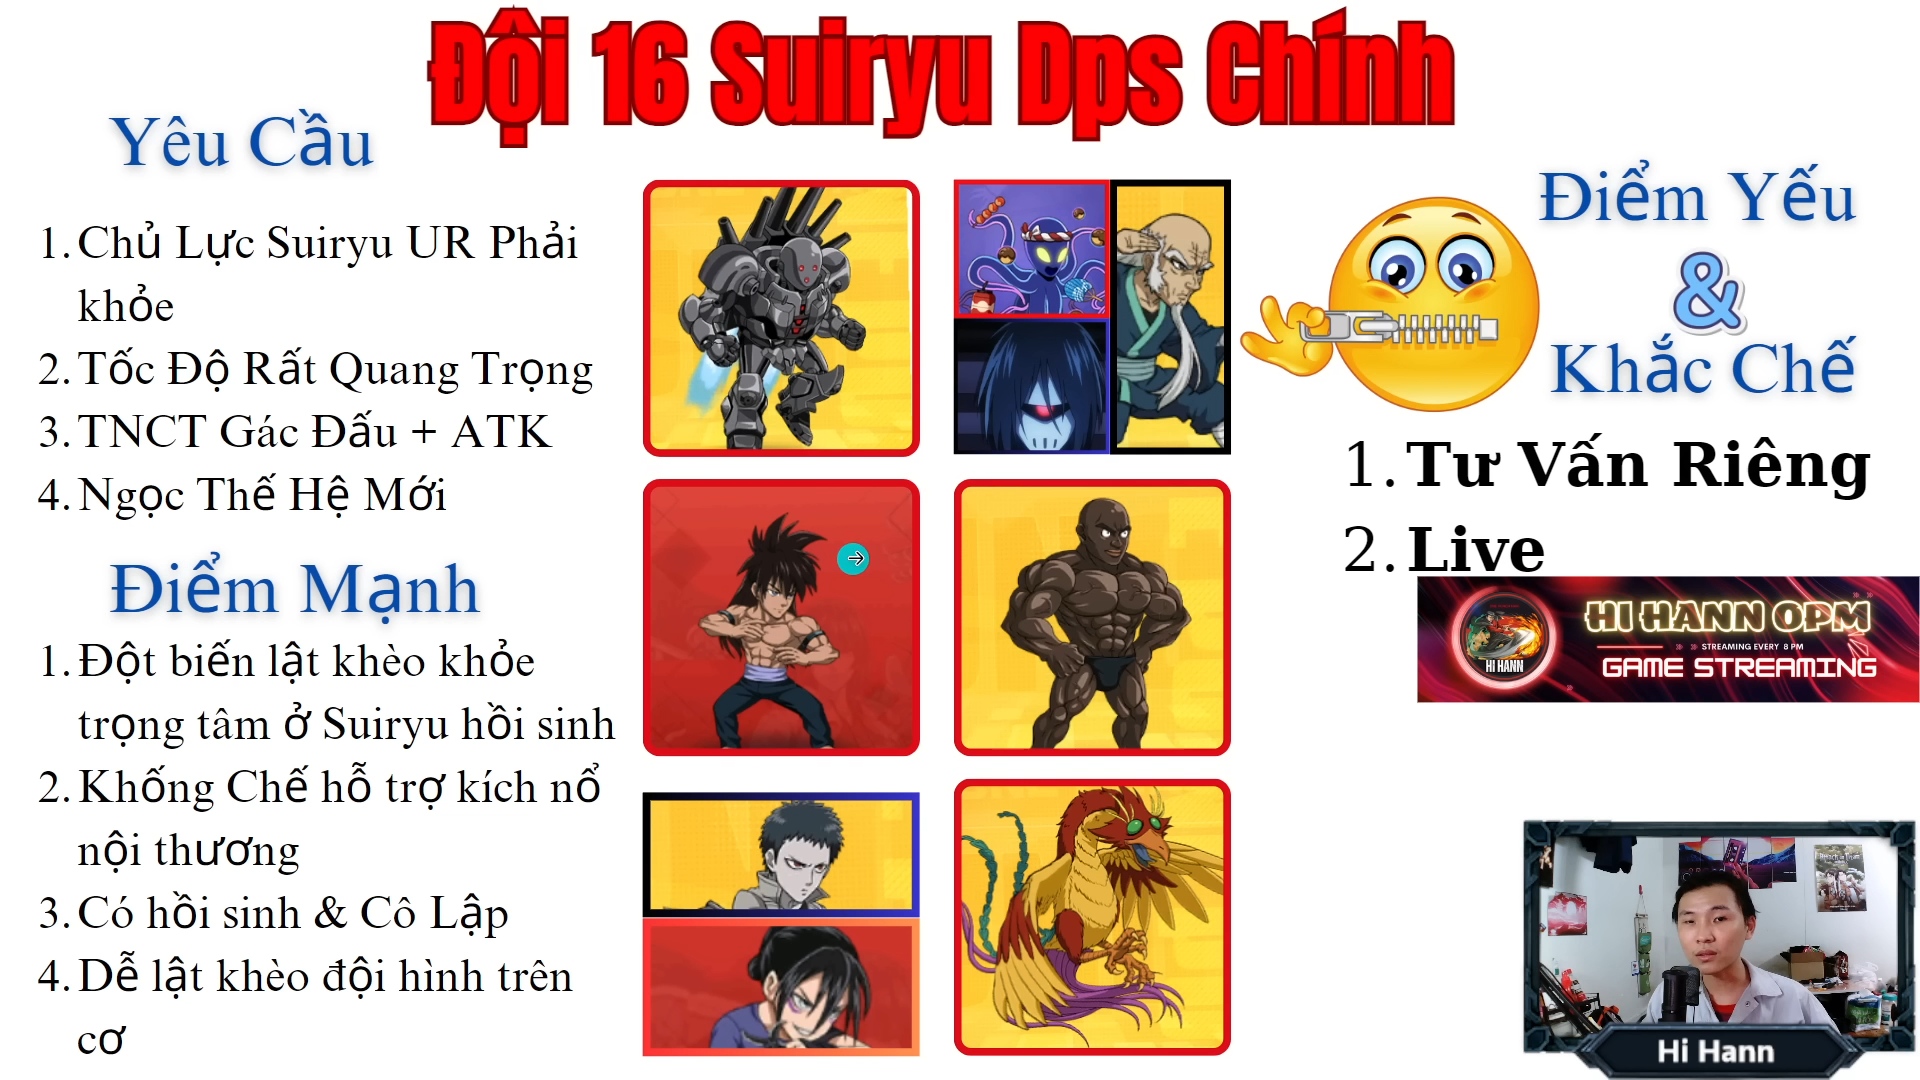 Đội 16 Suiryu Dps Chính
Yêu Cầu
1. Chủ Lực Suiryu UR Phải
khỏe
2. Tốc Độ Rất Quang Trọng
3. TNCT Gác Đấu + ATK
4. Ngọc Thế Hệ Mới
Điểm Mạnh
1. Đột biến lật khèo khỏe
trọng tâm ở Suiryu hồi sinh
2. Khống Chế hỗ trợ kích nổ
nội thương
3. Có hồi sinh & Cô Lập
4. Dễ lật khèo đội hình trên
cơ
Điểm Yếu
&
Khắc Chế
1. Tư Vấn Riêng
2. Live
HI HANN
HI HANN OPM
STREAMING EVERY 8 PM
GAME STREAMING
Hi Hann